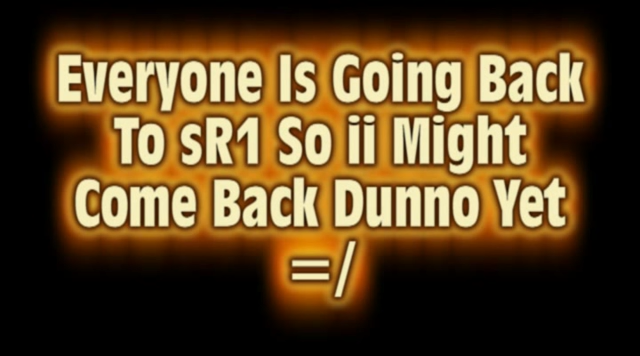 Everyone Is Going Back
To sR1 So ii Might
Come Back Dunno Yet
=/